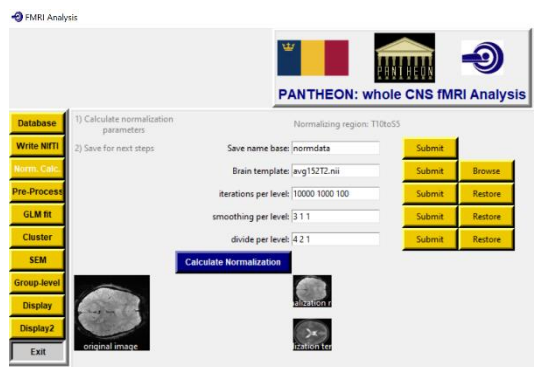 FMRI Analysis
PANTHEON
PANTHEON: whole CNS fMRI Analysis
Database
Write NIfTI
Norm. Calc.
Pre-Process
GLM fit
Cluster
SEM
Group-level
Display
Display2
Exit
1) Calculate normalization
parameters
2) Save for next steps
Normalizing region: T10toS5
Save name base: normdata Submit
Brain template: avg152T2.nii Submit Browse
iterations per level: 10000 1000 100 Submit Restore
smoothing per level: 3 1 1 Submit Restore
divide per level: 4 2 1 Submit Restore
Calculate Normalization
original image
alization r
lization ter